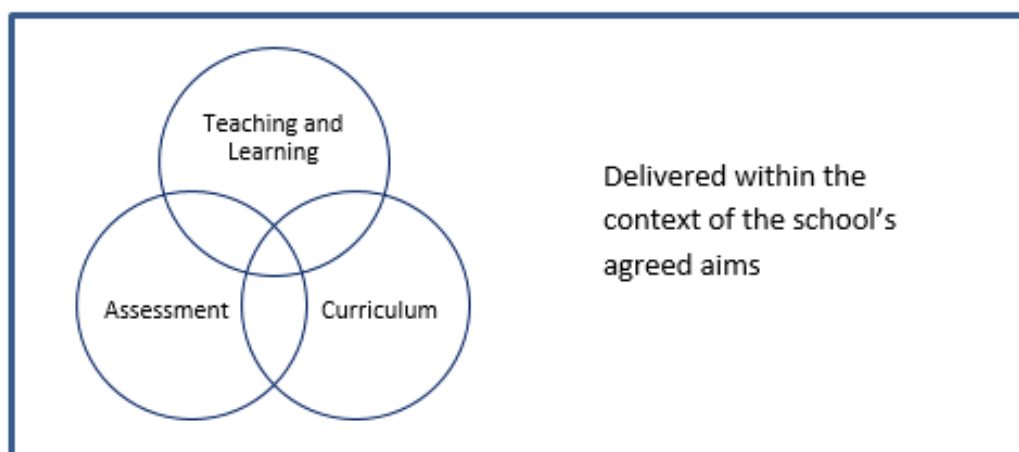 Teaching and
Learning
Assessment
Curriculum
Delivered within the
context of the school’s
agreed aims